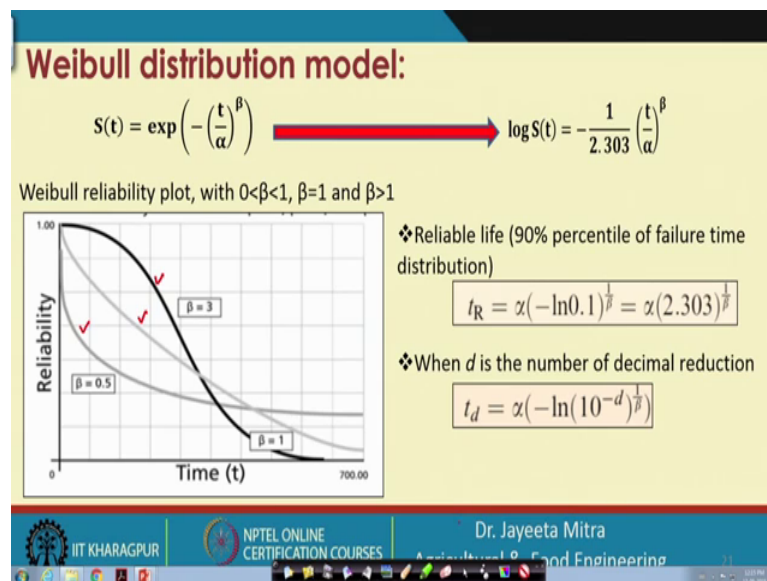 Weibull distribution model:
S(t) = exp(−(t/α)^β)
log S(t) = −1/2.303 (t/α)^β
Weibull reliability plot, with 0<β<1, β=1 and β>1
1.00
Reliability
β = 3
β = 0.5
β = 1
0
Time (t)
700.00
❖Reliable life (90% percentile of failure time
distribution)
t_R = α(−ln0.1)^(1/β) = α(2.303)^(1/β)
❖When d is the number of decimal reduction
t_d = α(−ln(10^−d)^(1/β))
IIT KHARAGPUR
NPTEL ONLINE
CERTIFICATION COURSES
Dr. Jayeeta Mitra
Agricultural & Food Engineering
21